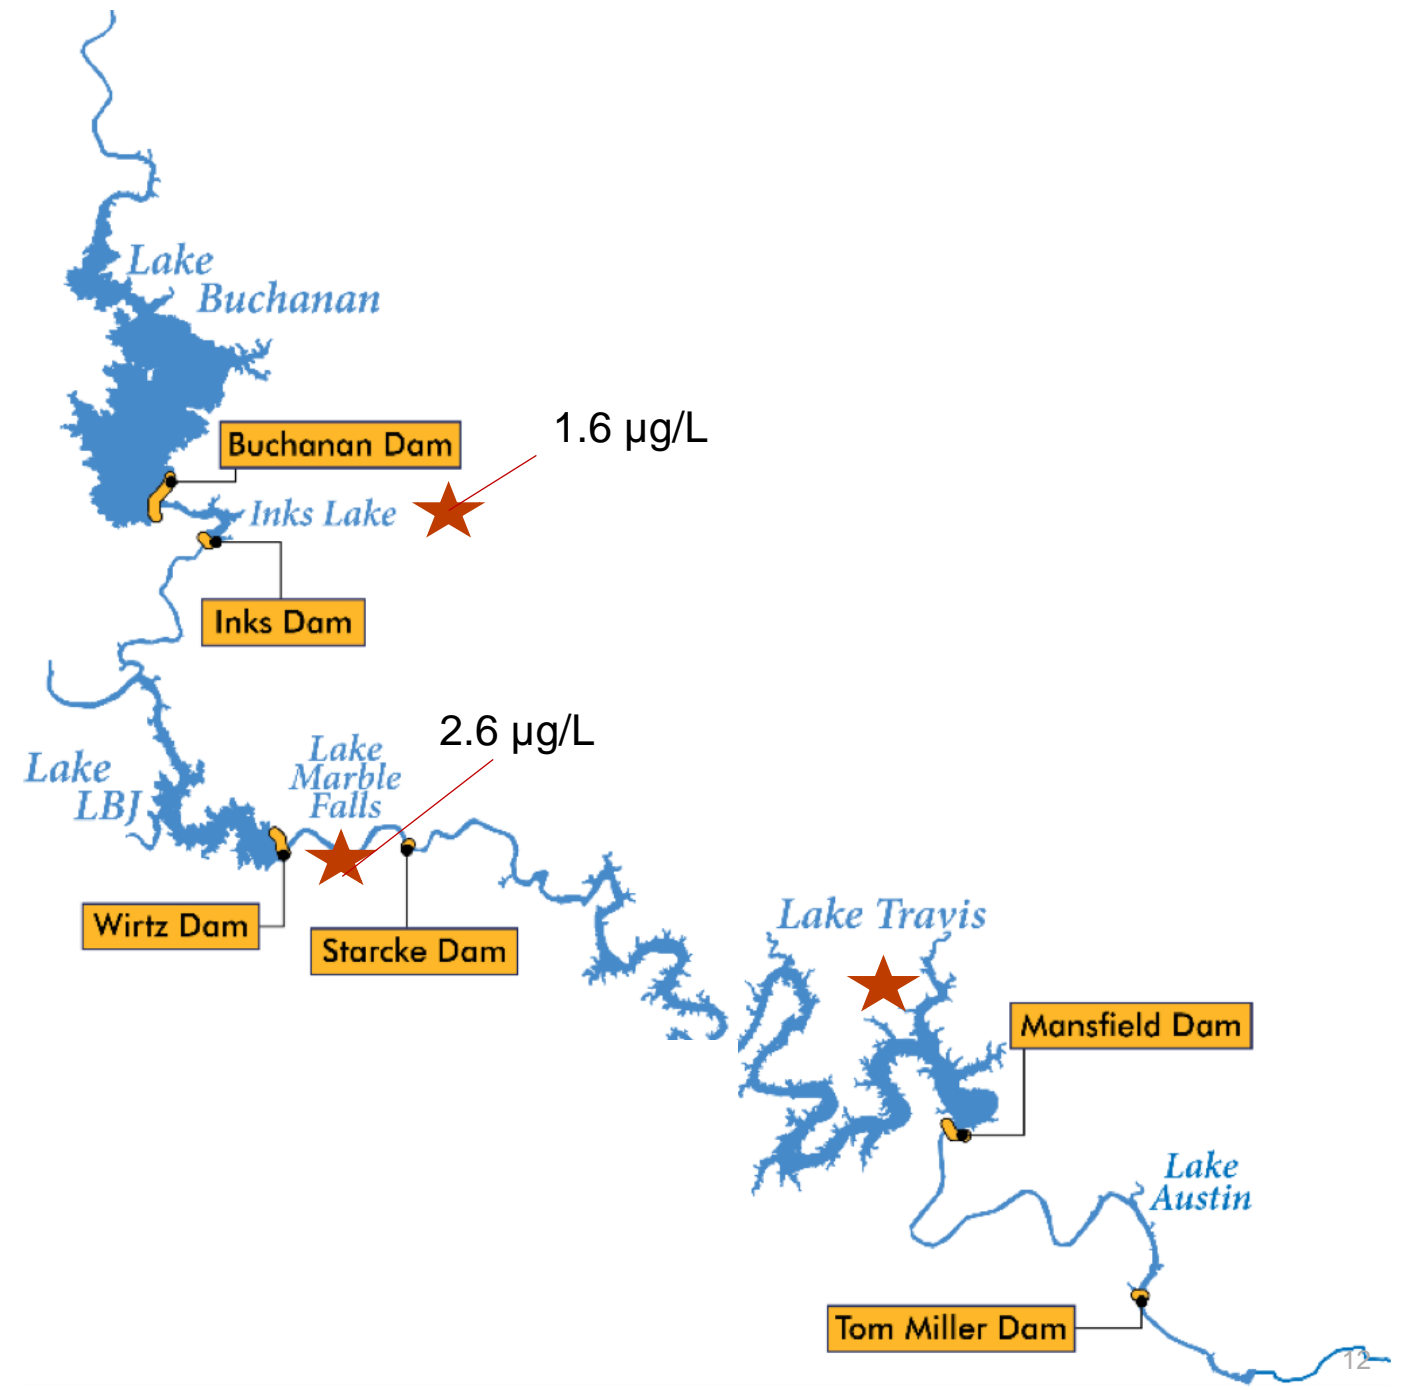 Lake
Buchanan
1.6 µg/L
Buchanan Dam
Inks Lake
Inks Dam
2.6 µg/L
Lake
Marble
Falls
Lake
LBJ
Wirtz Dam
Starcke Dam
Lake Travis
Mansfield Dam
Lake
Austin
Tom Miller Dam
12